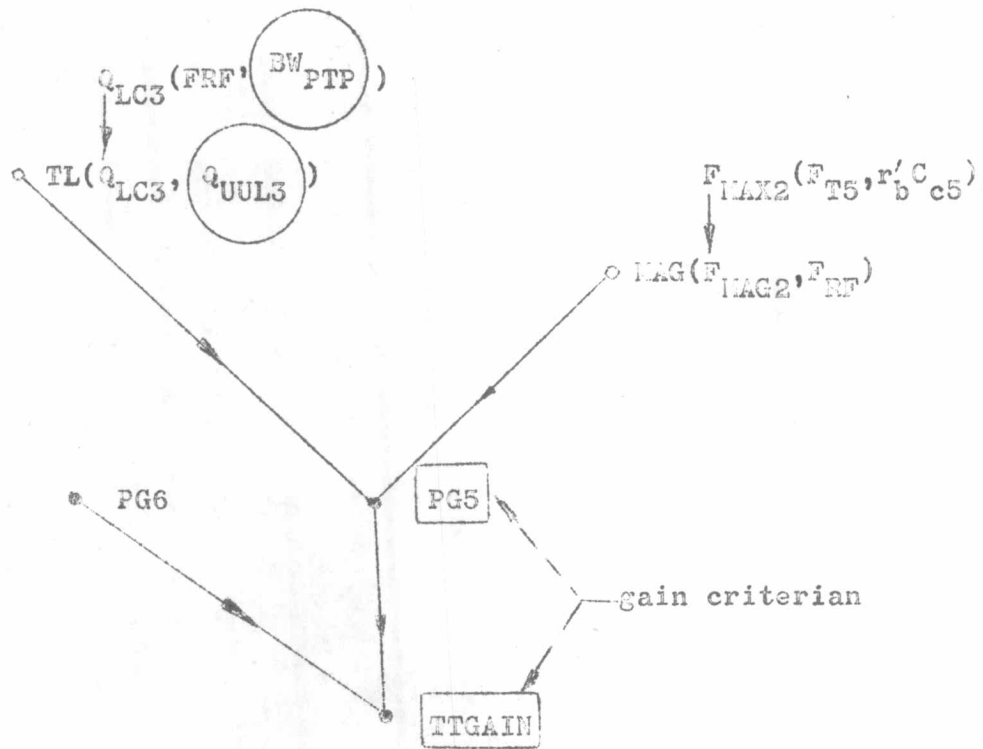 Q_LC3(FRF, BW_PTP)
TL(Q_LC3, Q_UUL3)
F_MAX2(F_T5, r'_b C_c5)
MAG(F_MAG2, F_RF)
PG6
PG5
gain criterian
TTGAIN